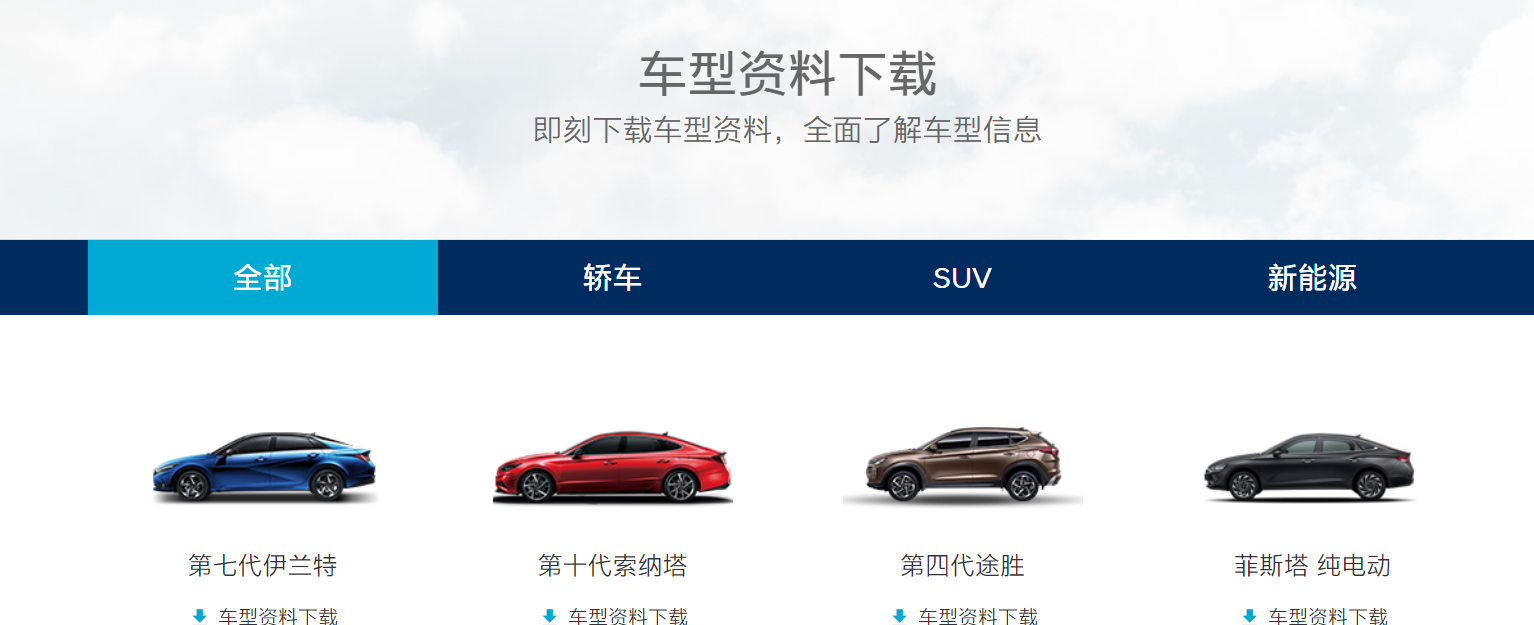 车型资料下载
即刻下载车型资料，全面了解车型信息
全部 轿车 SUV 新能源
第七代伊兰特 第十代索纳塔 第四代途胜 菲斯塔 纯电动
车型资料下载 车型资料下载 车型资料下载 车型资料下载